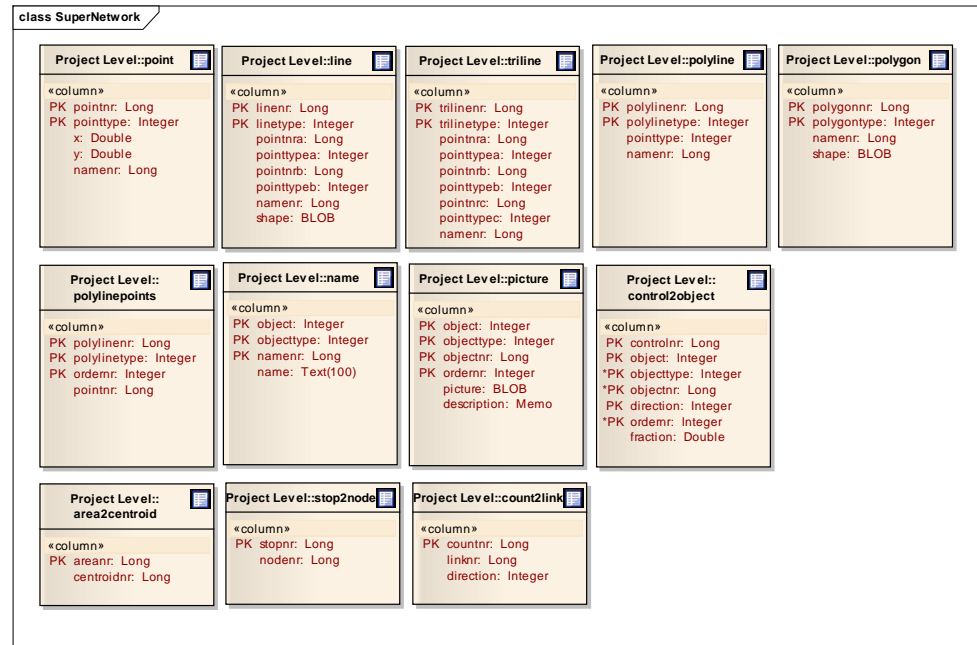 class SuperNetwork
Project Level::point
«column»
PK pointnr: Long
PK pointtype: Integer
x: Double
y: Double
namenr: Long
Project Level::line
«column»
PK linenr: Long
PK linetype: Integer
pointnra: Long
pointtypea: Integer
pointnrb: Long
pointtypeb: Integer
namenr: Long
shape: BLOB
Project Level::triline
«column»
PK trilinenr: Long
PK trilinetype: Integer
pointnra: Long
pointtypea: Integer
pointnrb: Long
pointtypeb: Integer
pointnrc: Long
pointtypec: Integer
namenr: Long
Project Level::polyline
«column»
PK polylinenr: Long
PK polylinetype: Integer
pointtype: Integer
namenr: Long
Project Level::polygon
«column»
PK polygonnr: Long
PK polygontype: Integer
namenr: Long
shape: BLOB
Project Level::
polylinepoints
«column»
PK polylinenr: Long
PK polylinetype: Integer
PK ordernr: Integer
pointnr: Long
Project Level::name
«column»
PK object: Integer
PK objecttype: Integer
PK namenr: Long
name: Text(100)
Project Level::picture
«column»
PK object: Integer
PK objecttype: Integer
PK objectnr: Long
PK ordernr: Integer
picture: BLOB
description: Memo
Project Level::
control2object
«column»
PK controlnr: Long
PK object: Integer
*PK objecttype: Integer
*PK objectnr: Long
PK direction: Integer
*PK ordernr: Integer
fraction: Double
Project Level::
area2centroid
«column»
PK areanr: Long
centroidnr: Long
Project Level::stop2node
«column»
PK stopnr: Long
nodenr: Long
Project Level::count2link
«column»
PK countnr: Long
linknr: Long
direction: Integer